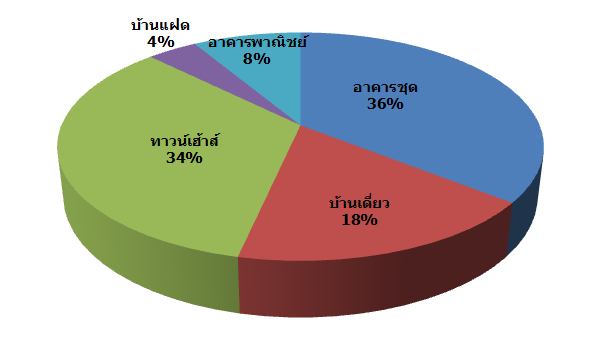 บ้านแฝด
4%
อาคารพาณิชย์
8%
อาคารชุด
36%
ทาวน์เฮ้าส์
34%
บ้านเดี่ยว
18%